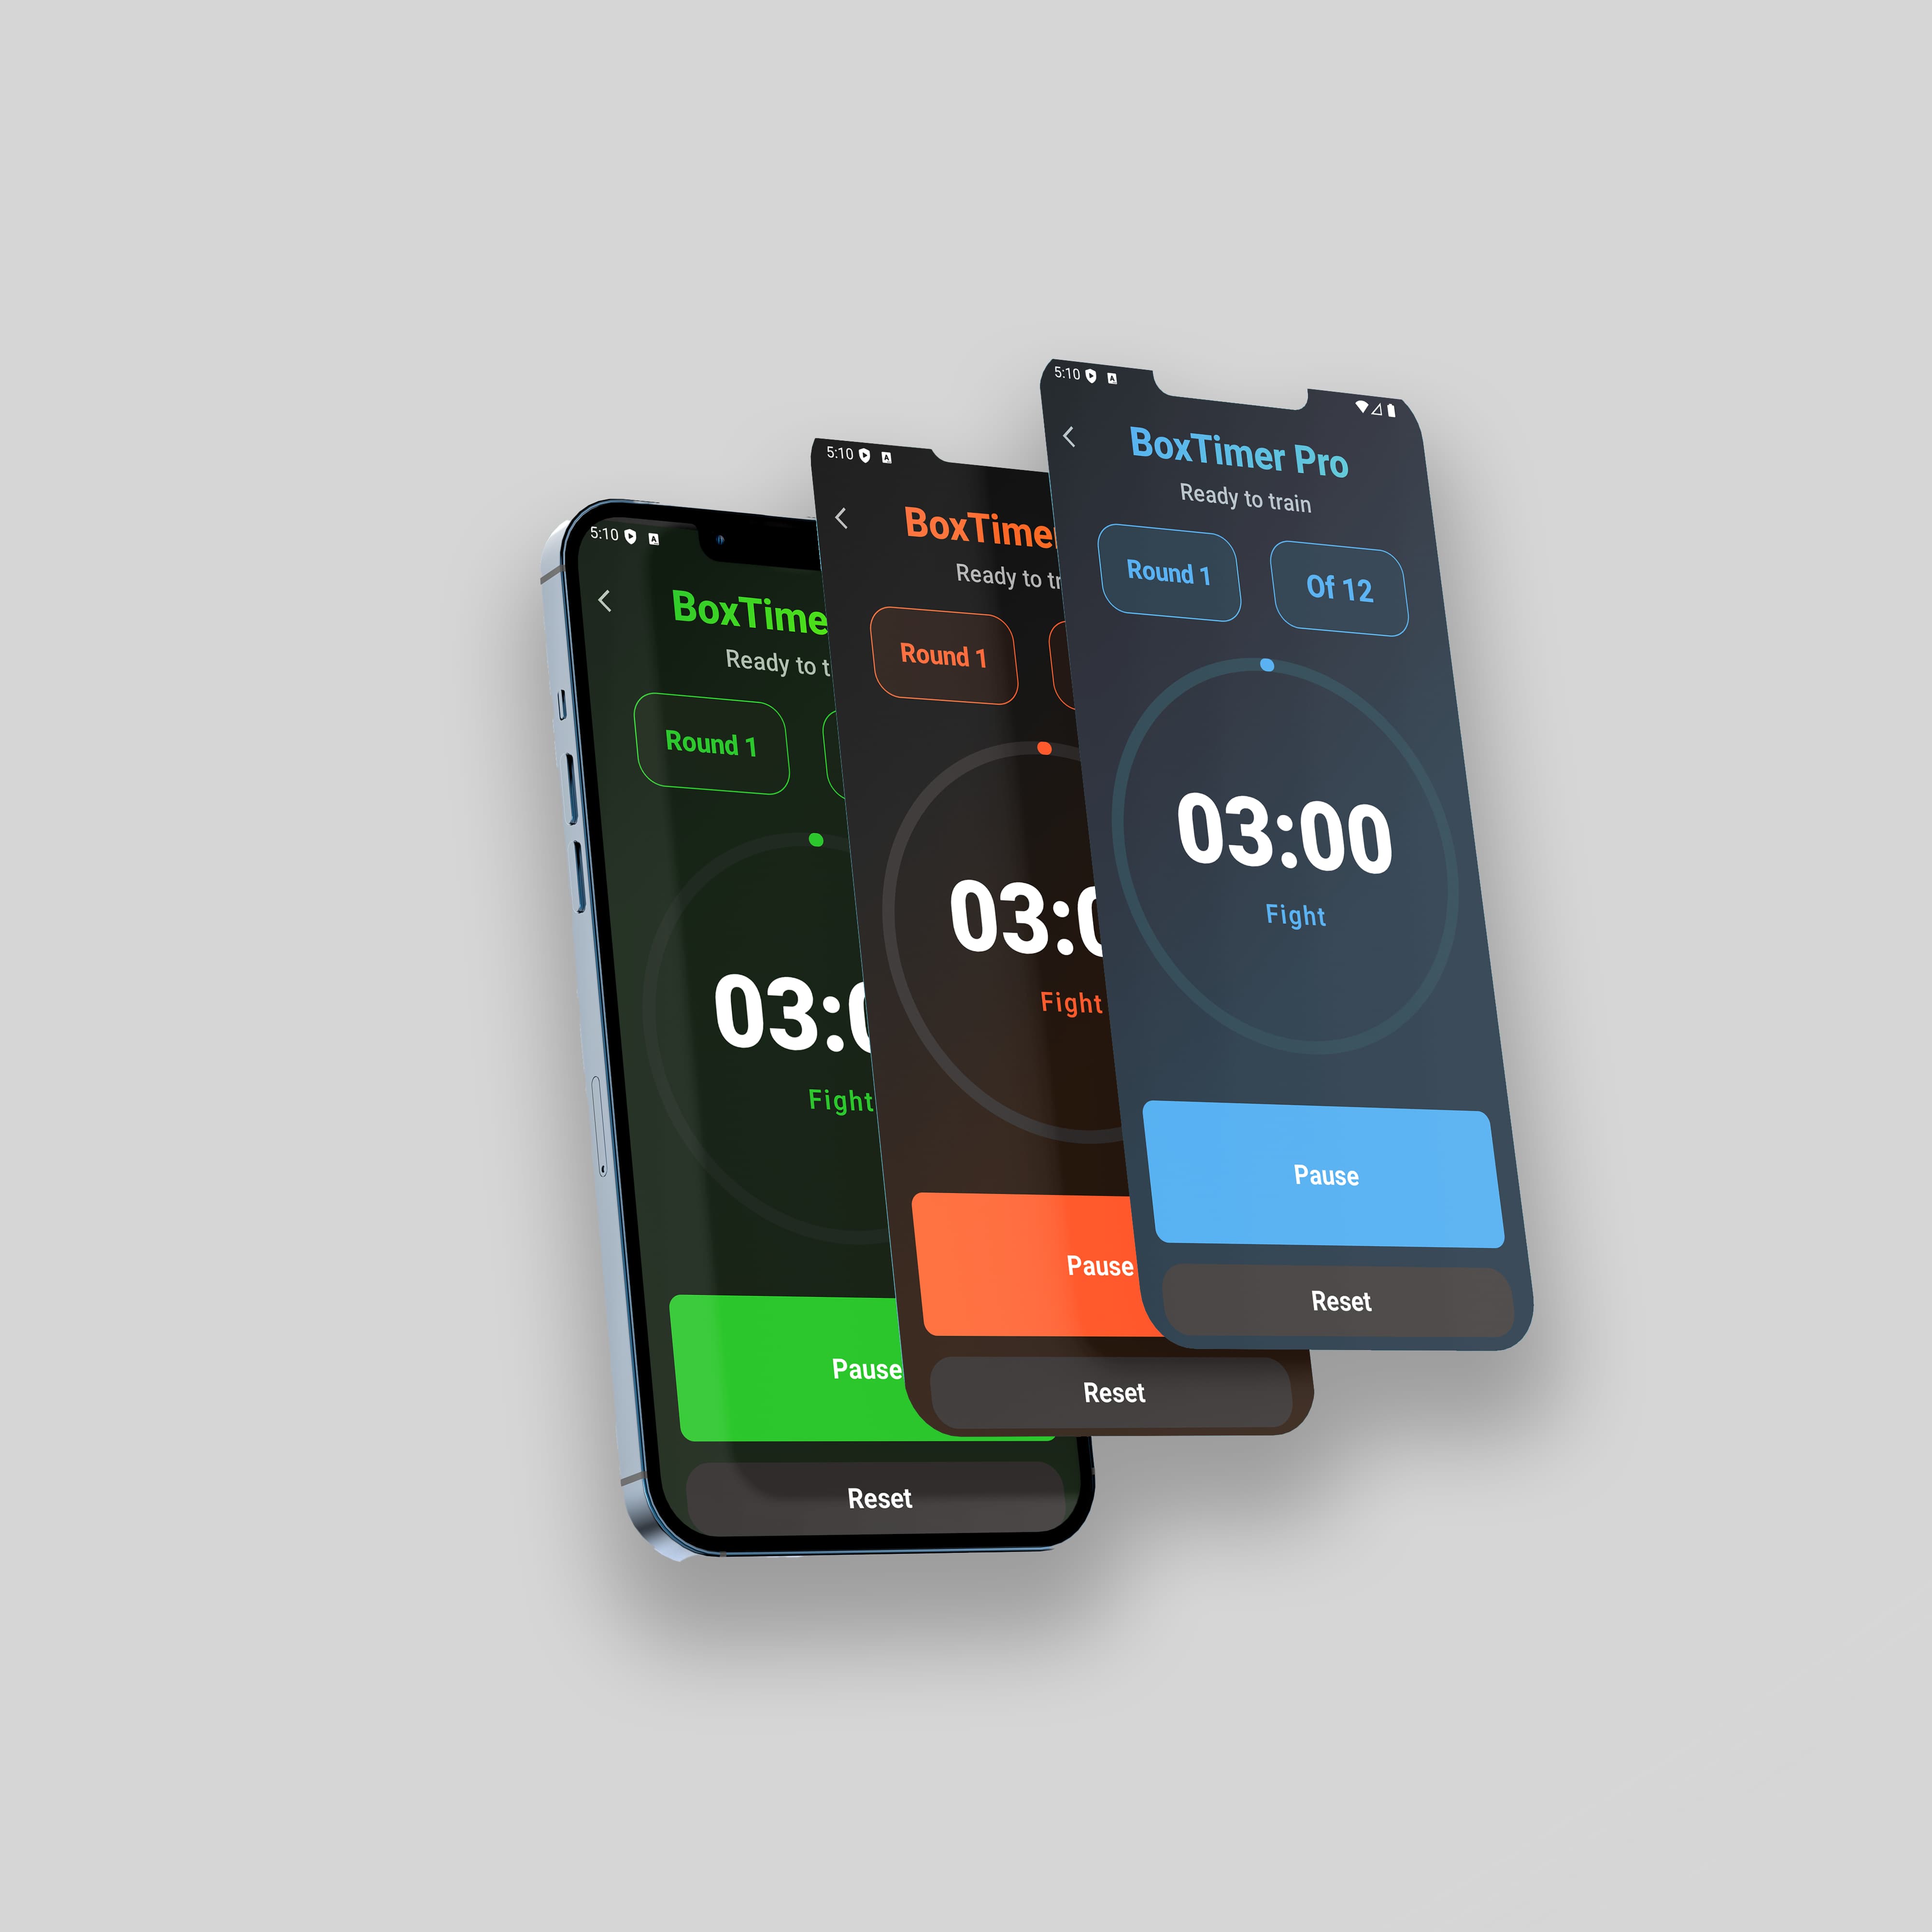 5:10
BoxTime
Ready to t
Round 1
03:0
Fight
Pause
Reset
5:10
BoxTimer
Ready to tr
Round 1
03:0
Fight
Pause
Reset
5:10
BoxTimer Pro
Ready to train
Round 1
Of 12
03:00
Fight
Pause
Reset